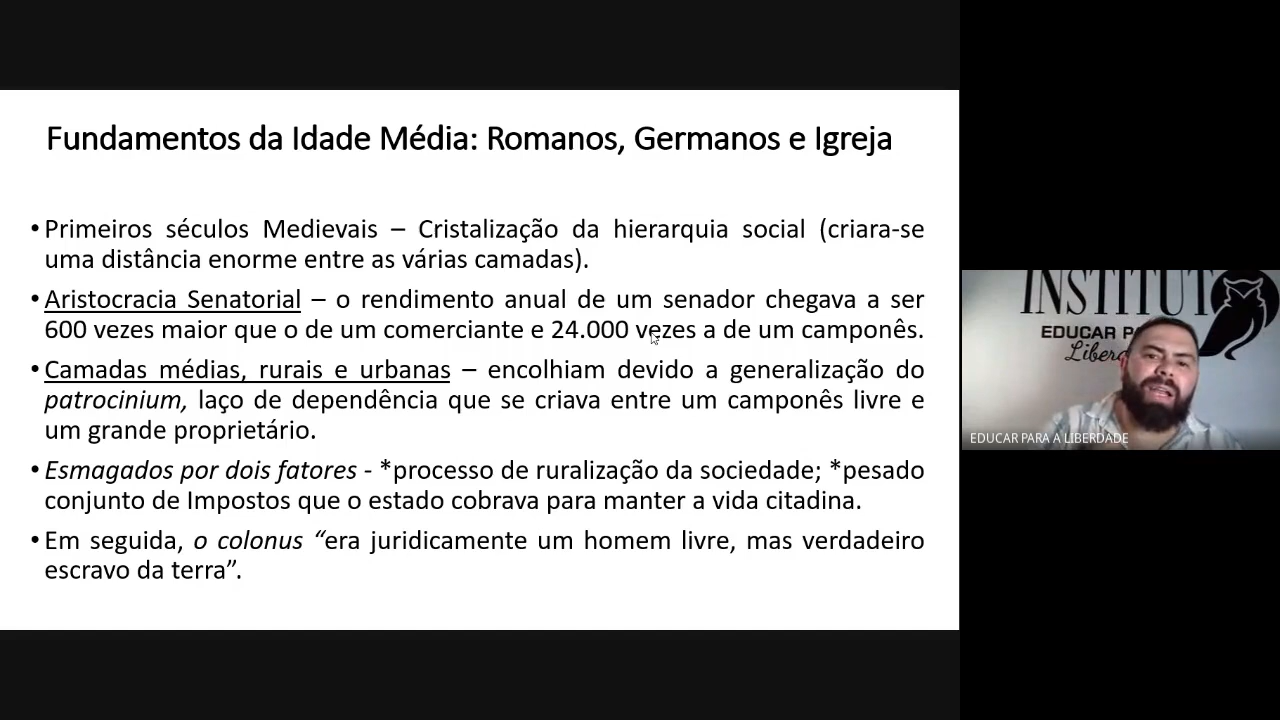 Fundamentos da Idade Média: Romanos, Germanos e Igreja
•Primeiros séculos Medievais – Cristalização da hierarquia social (criara-se
uma distância enorme entre as várias camadas).
•Aristocracia Senatorial – o rendimento anual de um senador chegava a ser
600 vezes maior que o de um comerciante e 24.000 vezes a de um camponês.
•Camadas médias, rurais e urbanas – encolhiam devido a generalização do
patrocinium, laço de dependência que se criava entre um camponês livre e
um grande proprietário.
•Esmagados por dois fatores - *processo de ruralização da sociedade; *pesado
conjunto de Impostos que o estado cobrava para manter a vida citadina.
•Em seguida, o colonus “era juridicamente um homem livre, mas verdadeiro
escravo da terra”.
INSTITUT
EDUCAR P
Liber
EDUCAR PARA A LIBERDADE